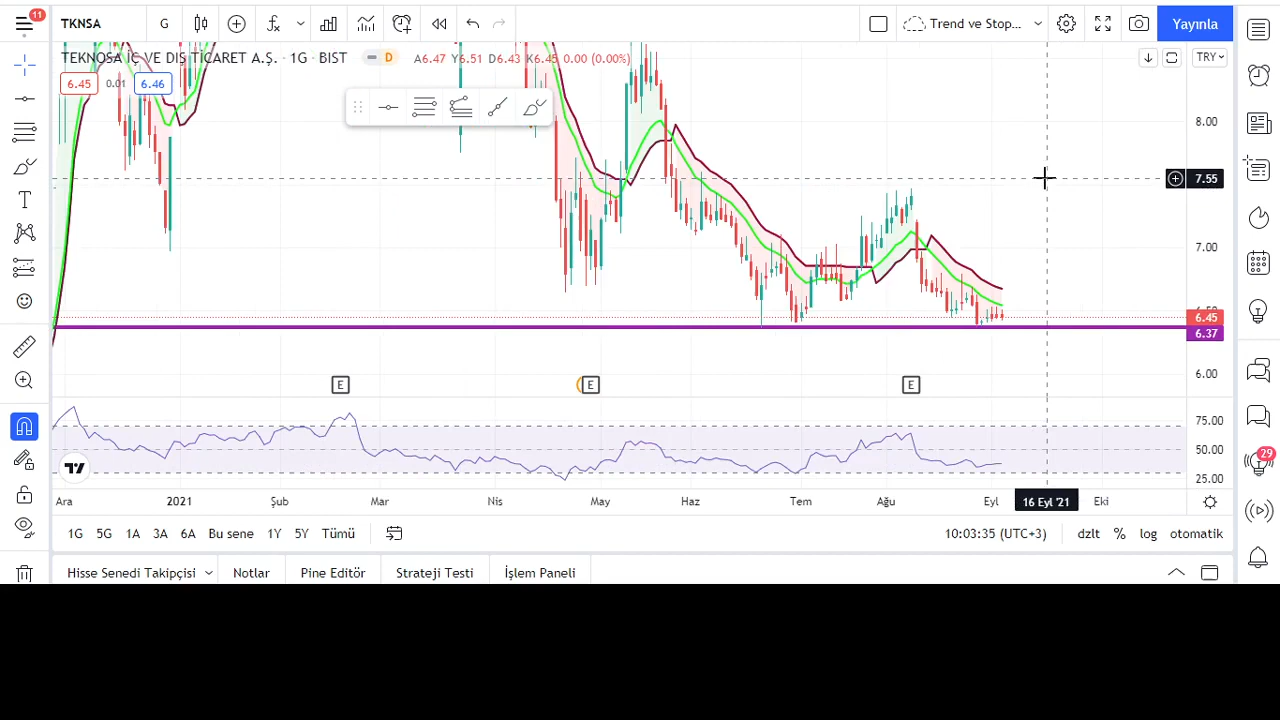 11
TKNSA
G
Trend ve Stop...
Yayınla
TEKNOSA İÇ VE DIŞ TİCARET A.Ş. · 1G · BIST
D
A6.47 Y6.51 D6.43 K6.45 0.00 (0.00%)
TRY
6.45
0.01
6.46
8.00
7.55
7.00
6.45
6.37
6.00
E
E
E
75.00
50.00
25.00
Ara
2021
Şub
Mar
Nis
May
Haz
Tem
Ağu
Eyl
16 Eyl '21
Eki
29
1G
5G
1A
3A
6A
Bu sene
1Y
5Y
Tümü
10:03:35 (UTC+3)
dzlt
%
log
otomatik
Hisse Senedi Takipçisi
Notlar
Pine Editör
Strateji Testi
İşlem Paneli